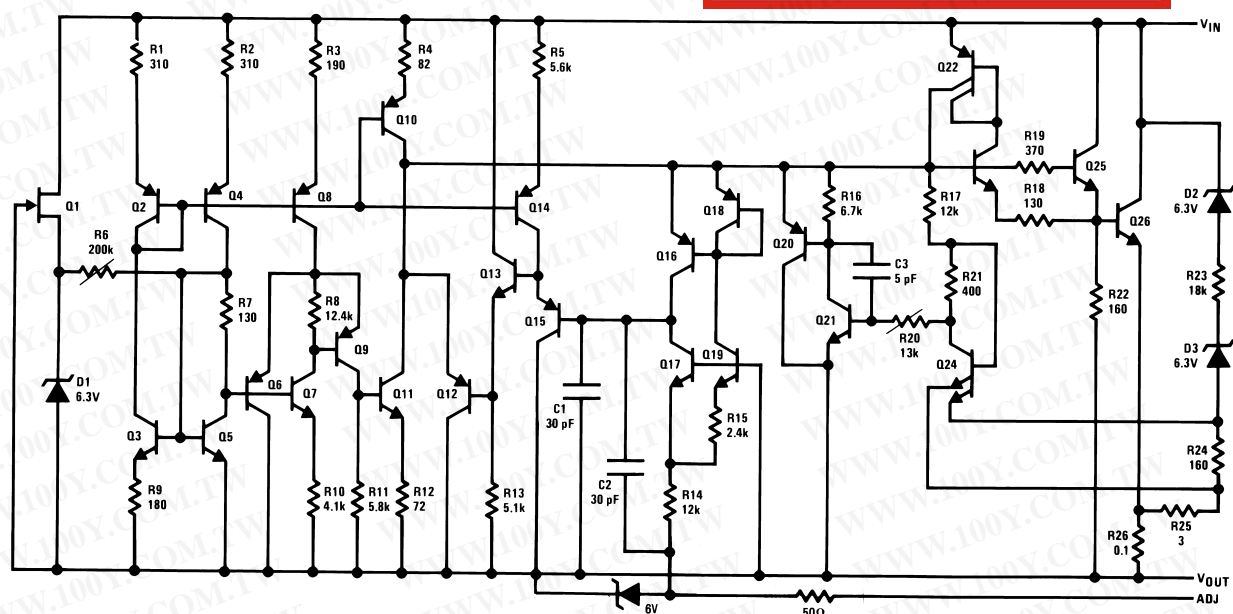 VIN
R1
310
R2
310
R3
190
R4
82
R5
5.6k
Q22
Q10
R19
370
Q25
Q1
Q2
Q4
Q8
Q14
Q18
R16
6.7k
R17
12k
R18
130
Q26
D2
6.3V
R6
200k
Q16
Q20
Q13
C3
5 pF
R21
400
R23
18k
R7
130
R8
12.4k
Q9
Q15
Q21
R20
13k
R22
160
D1
6.3V
Q6
Q7
Q11
Q12
Q17
Q19
Q24
D3
6.3V
C1
30 pF
R15
2.4k
Q3
Q5
R24
160
R9
180
R10
4.1k
R11
5.8k
R12
72
R13
5.1k
C2
30 pF
R14
12k
R25
3
R26
0.1
VOUT
6V
50Ω
ADJ
WWW.100Y.COM.TW